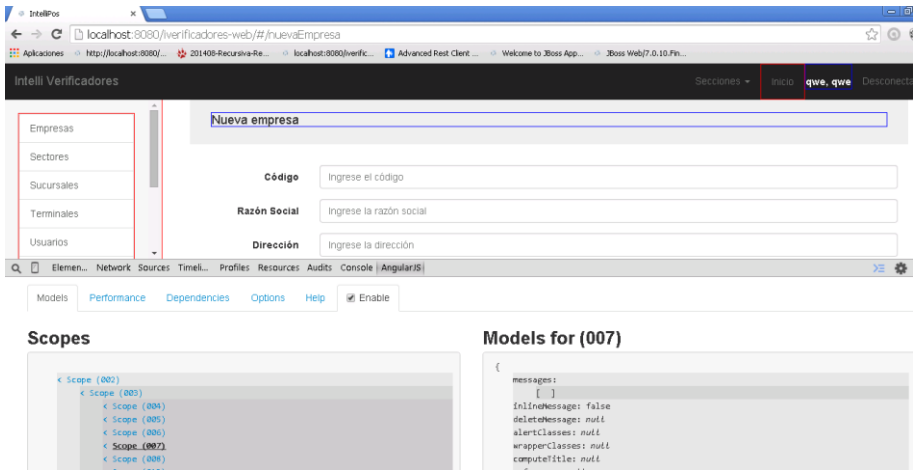 IntelliPos ×
localhost:8080/iverificadores-web/#/nuevaEmpresa
Aplicaciones http://localhost:8080/... 201408-Recursiva-Re... localhost:8080/iverific... Advanced Rest Client ... Welcome to JBoss App... JBoss Web/7.0.10.Fin...
Intelli Verificadores Secciones Inicio qwe, qwe Desconecta
Nueva empresa
Empresas
Sectores
Código Ingrese el código
Sucursales
Razón Social Ingrese la razón social
Terminales
Usuarios
Dirección Ingrese la dirección
Elemen... Network Sources Timeli... Profiles Resources Audits Console AngularJS
Models Performance Dependencies Options Help Enable
Scopes Models for (007)
{
< Scope (002) messages:
< Scope (003) [ ]
< Scope (004) inlineMessage: false
< Scope (005) deleteMessage: null
< Scope (006) alertClasses: null
< Scope (007) wrapperClasses: null
< Scope (008) computeTitle: null